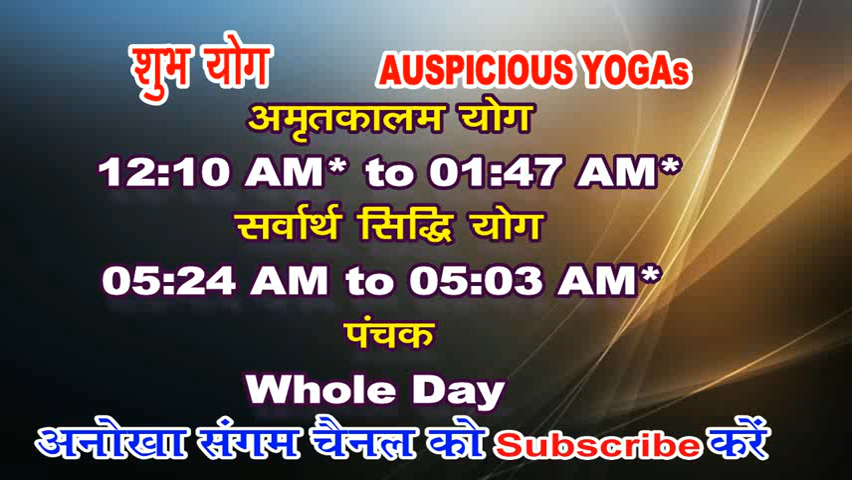 शुभ योग AUSPICIOUS YOGAs
अमृतकालम योग
12:10 AM* to 01:47 AM*
सर्वार्थ सिद्धि योग
05:24 AM to 05:03 AM*
पंचक
Whole Day
अनोखा संगम चैनल को Subscribe करें